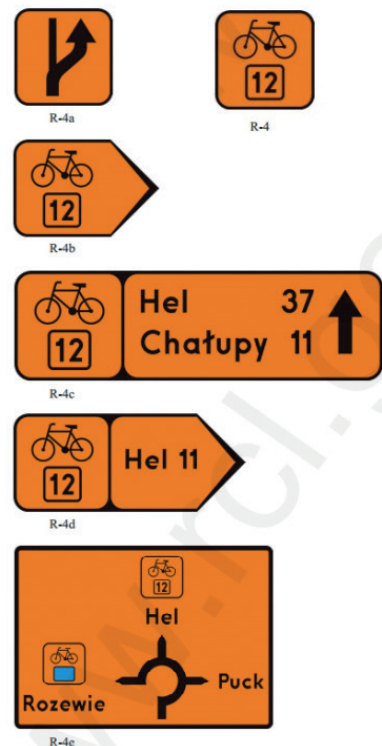 R-4a
12
R-4
12
R-4b
12
Hel 37
Chałupy 11
R-4c
12
Hel 11
R-4d
12
Hel
Puck
Rozewie
R-4e